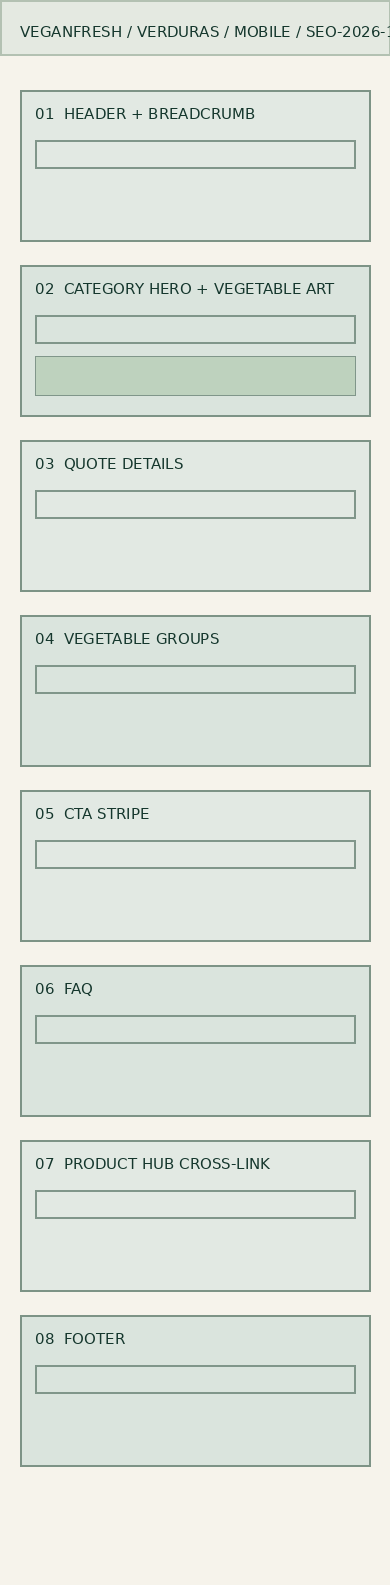 VEGANFRESH / VERDURAS / MOBILE / SEO-2026-
01 HEADER + BREADCRUMB
02 CATEGORY HERO + VEGETABLE ART
03 QUOTE DETAILS
04 VEGETABLE GROUPS
05 CTA STRIPE
06 FAQ
07 PRODUCT HUB CROSS-LINK
08 FOOTER